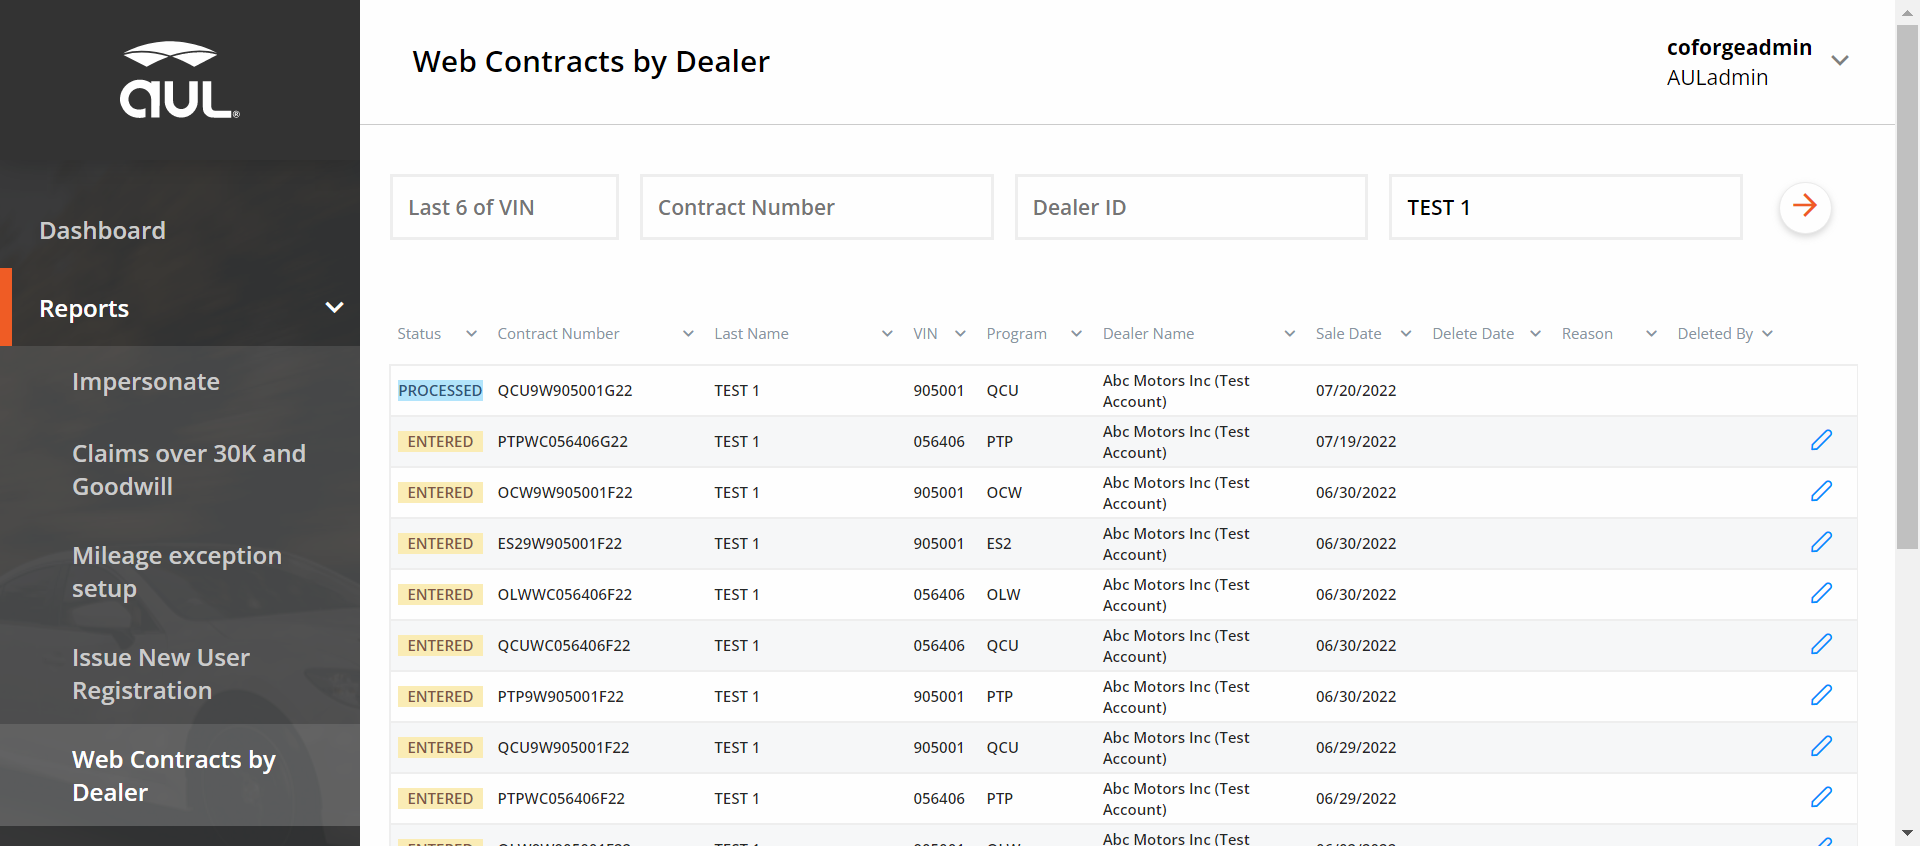 aul®
Dashboard
Reports
Impersonate
Claims over 30K and
Goodwill
Mileage exception
setup
Issue New User
Registration
Web Contracts by
Dealer
Web Contracts by Dealer
coforgeadmin
AULadmin
Last 6 of VIN Contract Number Dealer ID TEST 1
Status Contract Number Last Name VIN Program Dealer Name Sale Date Delete Date Reason Deleted By
PROCESSED QCU9W905001G22 TEST 1 905001 QCU Abc Motors Inc (Test 07/20/2022
Account)
ENTERED PTPWC056406G22 TEST 1 056406 PTP Abc Motors Inc (Test 07/19/2022
Account)
ENTERED OCW9W905001F22 TEST 1 905001 OCW Abc Motors Inc (Test 06/30/2022
Account)
ENTERED ES29W905001F22 TEST 1 905001 ES2 Abc Motors Inc (Test 06/30/2022
Account)
ENTERED OLWWC056406F22 TEST 1 056406 OLW Abc Motors Inc (Test 06/30/2022
Account)
ENTERED QCUWC056406F22 TEST 1 056406 QCU Abc Motors Inc (Test 06/30/2022
Account)
ENTERED PTP9W905001F22 TEST 1 905001 PTP Abc Motors Inc (Test 06/30/2022
Account)
ENTERED QCU9W905001F22 TEST 1 905001 QCU Abc Motors Inc (Test 06/29/2022
Account)
ENTERED PTPWC056406F22 TEST 1 056406 PTP Abc Motors Inc (Test 06/29/2022
Account)
Abc Motors Inc (Test